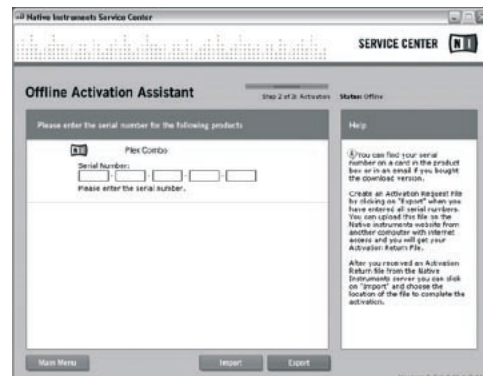 Native Instruments Service Center
SERVICE CENTER
Offline Activation Assistant
Step 2 of 3: Activation
Status: Offline
Please enter the serial number for the following products
Plex Combo
Serial Number:
Please enter the serial number.
Help
You can find your serial
number on a card in the product
box or in an email if you bought
the download version.
Create an Activation Request File
by clicking on "Export" when you
have entered all serial numbers.
You can upload this file on the
Native Instruments website from
another computer with internet
access and you will get your
Activation Return File.
After you received an Activation
Return file from the Native
Instruments server you can click
on "Import" and choose the
location of the file to complete the
activation.
Main Menu
Import
Export